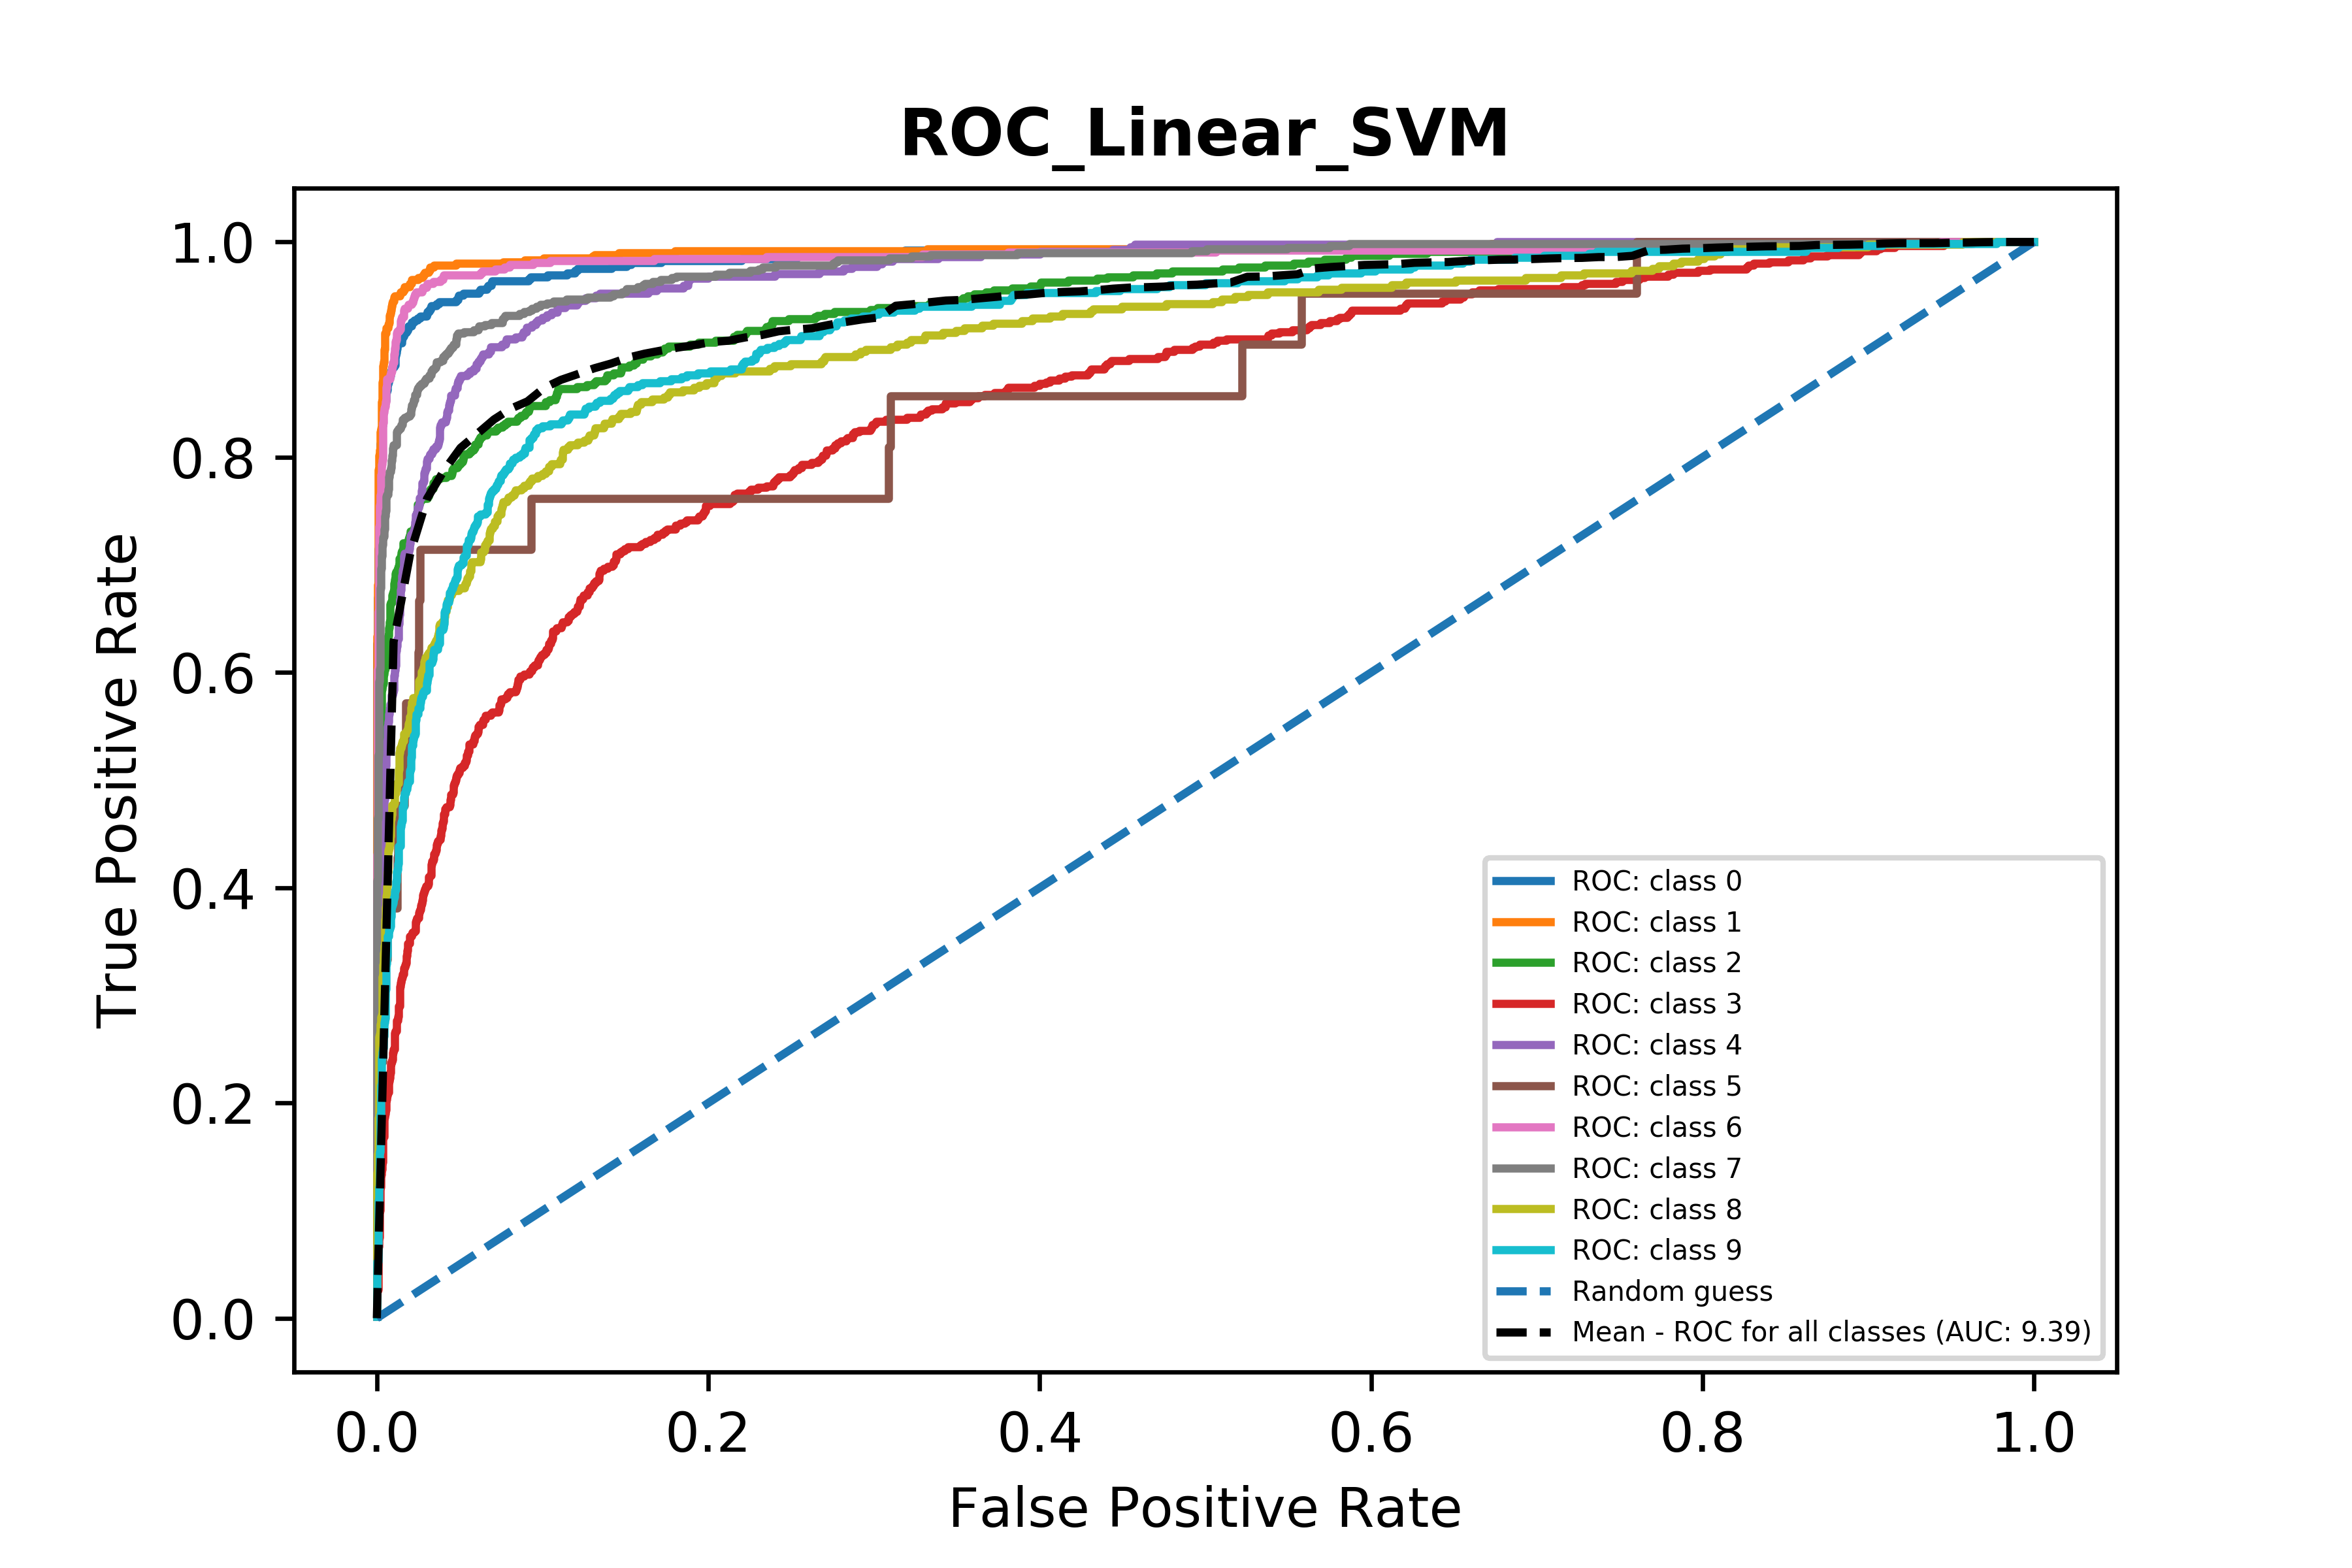 ROC_Linear_SVM
1.0
0.8
0.6
0.4
0.2
0.0
True Positive Rate
ROC: class 0
ROC: class 1
ROC: class 2
ROC: class 3
ROC: class 4
ROC: class 5
ROC: class 6
ROC: class 7
ROC: class 8
ROC: class 9
Random guess
Mean - ROC for all classes (AUC: 9.39)
0.0 0.2 0.4 0.6 0.8 1.0
False Positive Rate